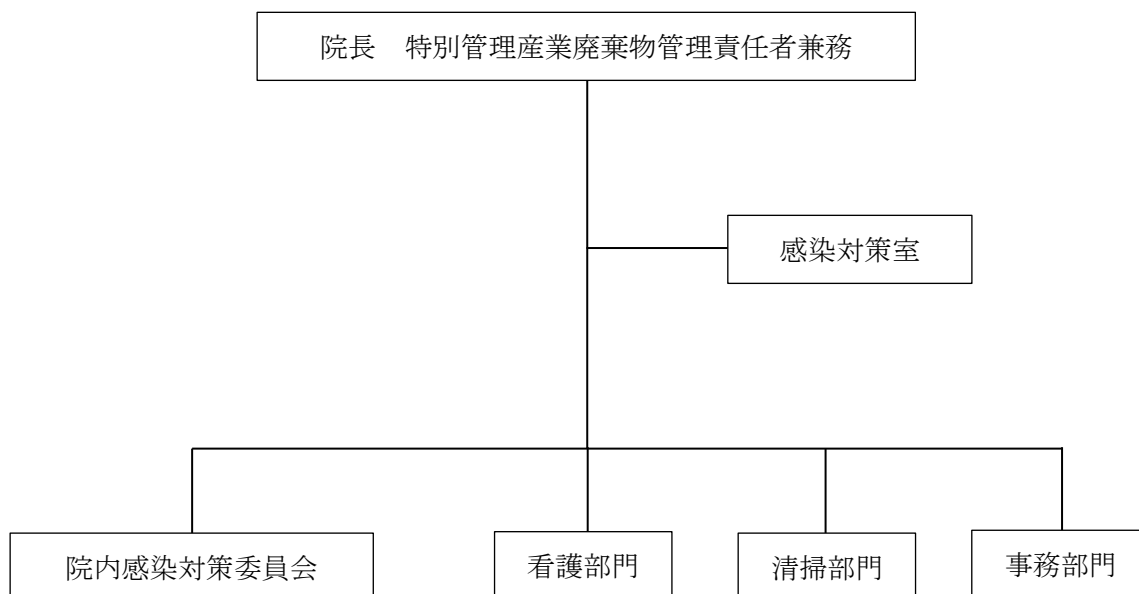 院長　特別管理産業廃棄物管理責任者兼務
感染対策室
院内感染対策委員会
看護部門
清掃部門
事務部門